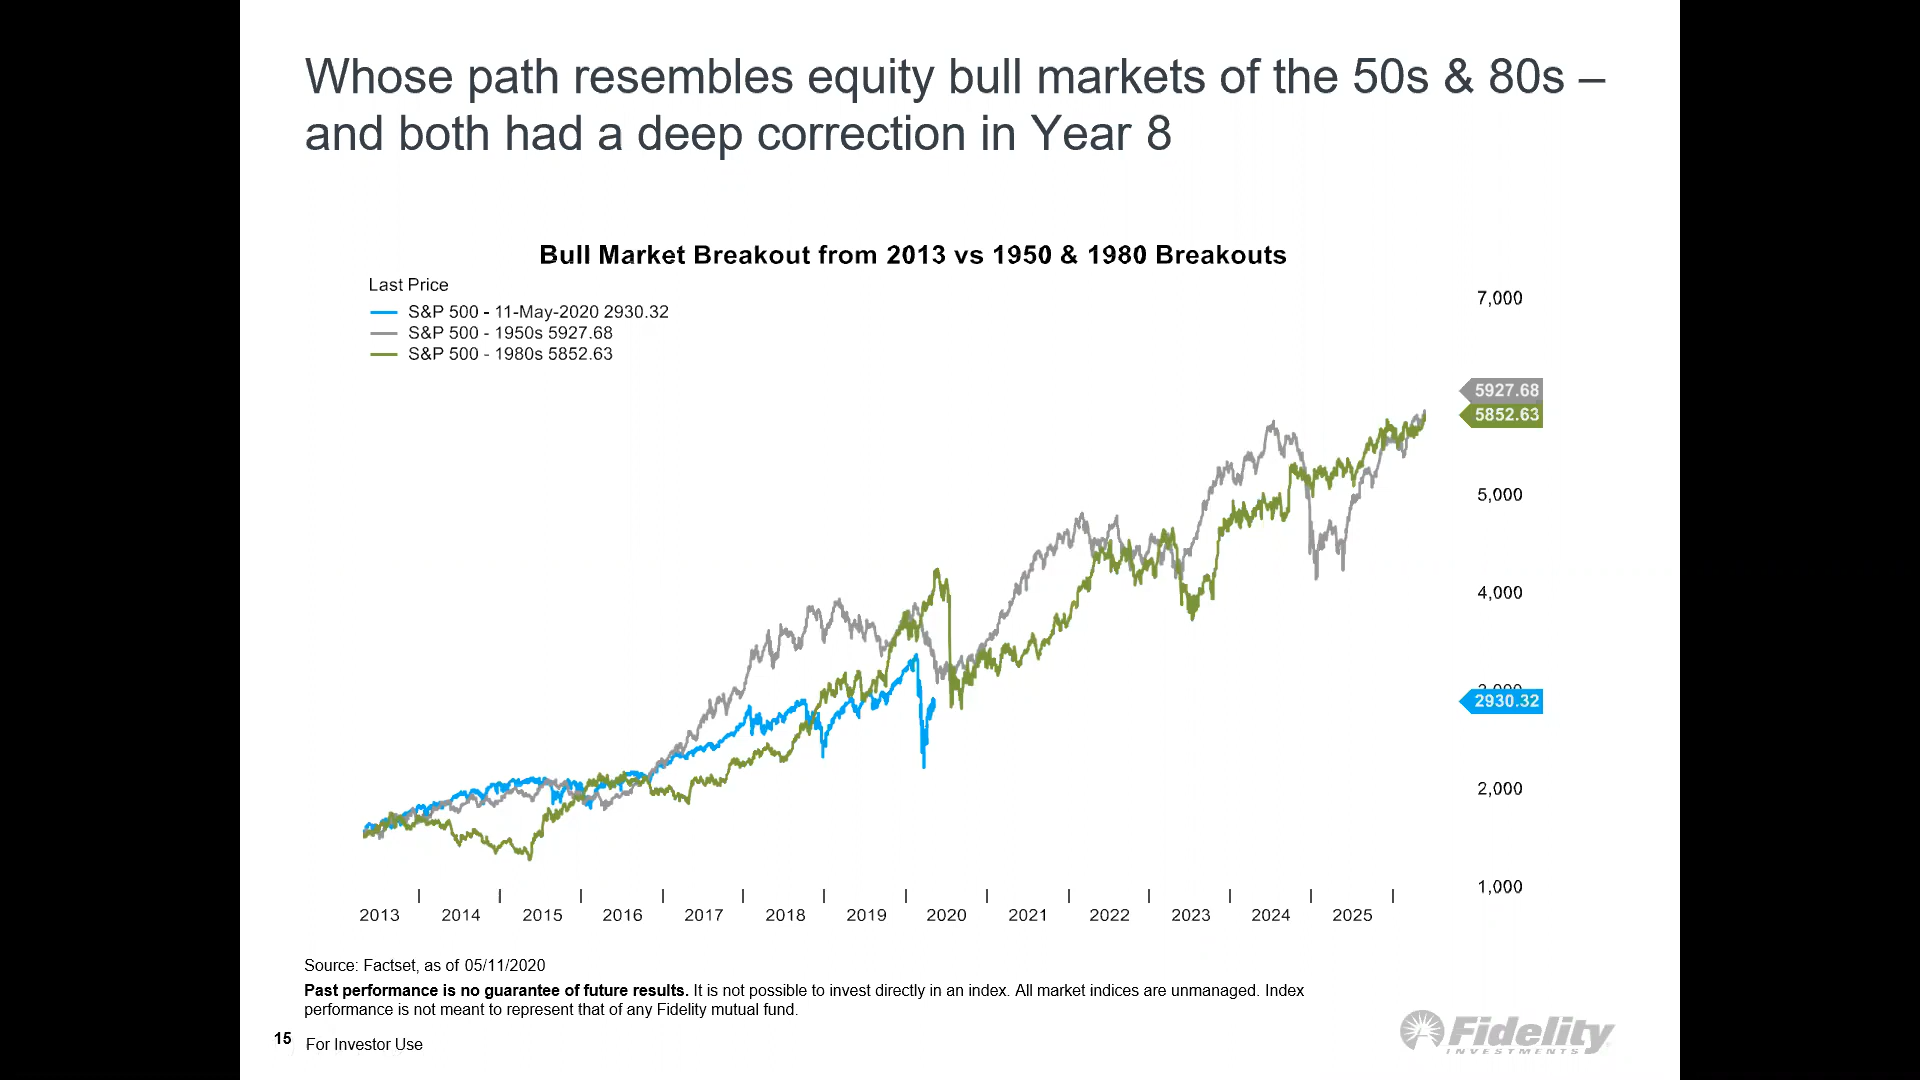 Whose path resembles equity bull markets of the 50s & 80s –
and both had a deep correction in Year 8
Bull Market Breakout from 2013 vs 1950 & 1980 Breakouts
Last Price
S&P 500 - 11-May-2020 2930.32
S&P 500 - 1950s 5927.68
S&P 500 - 1980s 5852.63
7,000
5927.68
5852.63
5,000
4,000
3,000
2930.32
2,000
1,000
2013 2014 2015 2016 2017 2018 2019 2020 2021 2022 2023 2024 2025
Source: Factset, as of 05/11/2020
Past performance is no guarantee of future results. It is not possible to invest directly in an index. All market indices are unmanaged. Index
performance is not meant to represent that of any Fidelity mutual fund.
15 For Investor Use
Fidelity
INVESTMENTS